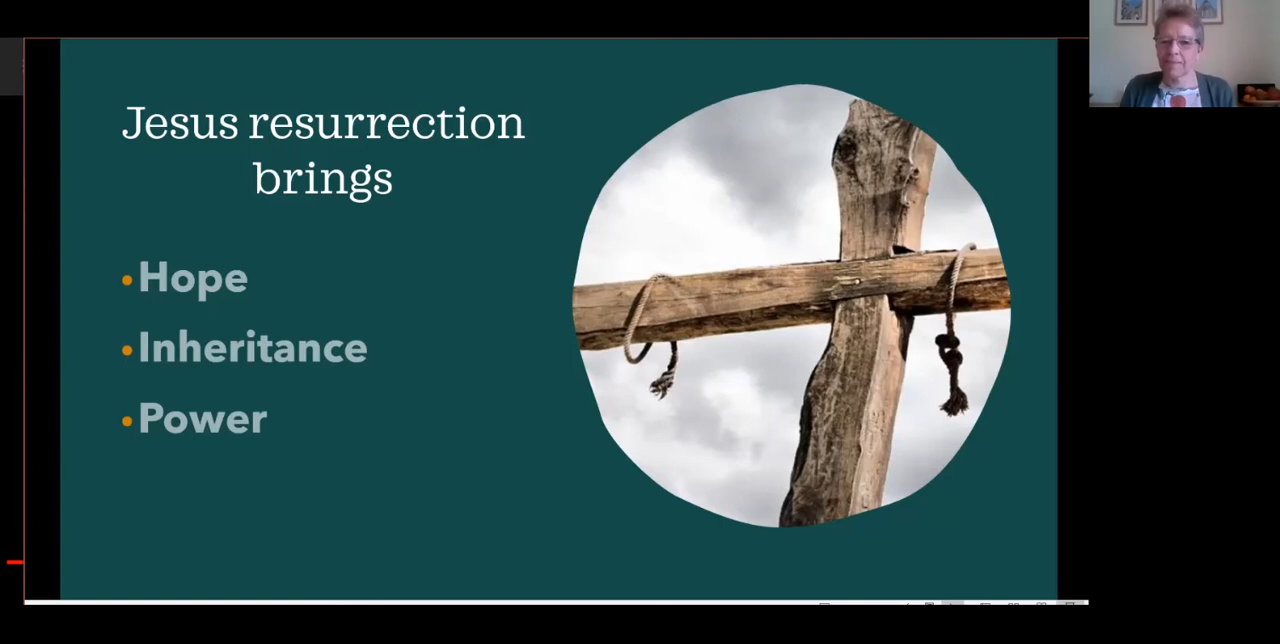 Jesus resurrection
brings
•Hope
•Inheritance
•Power